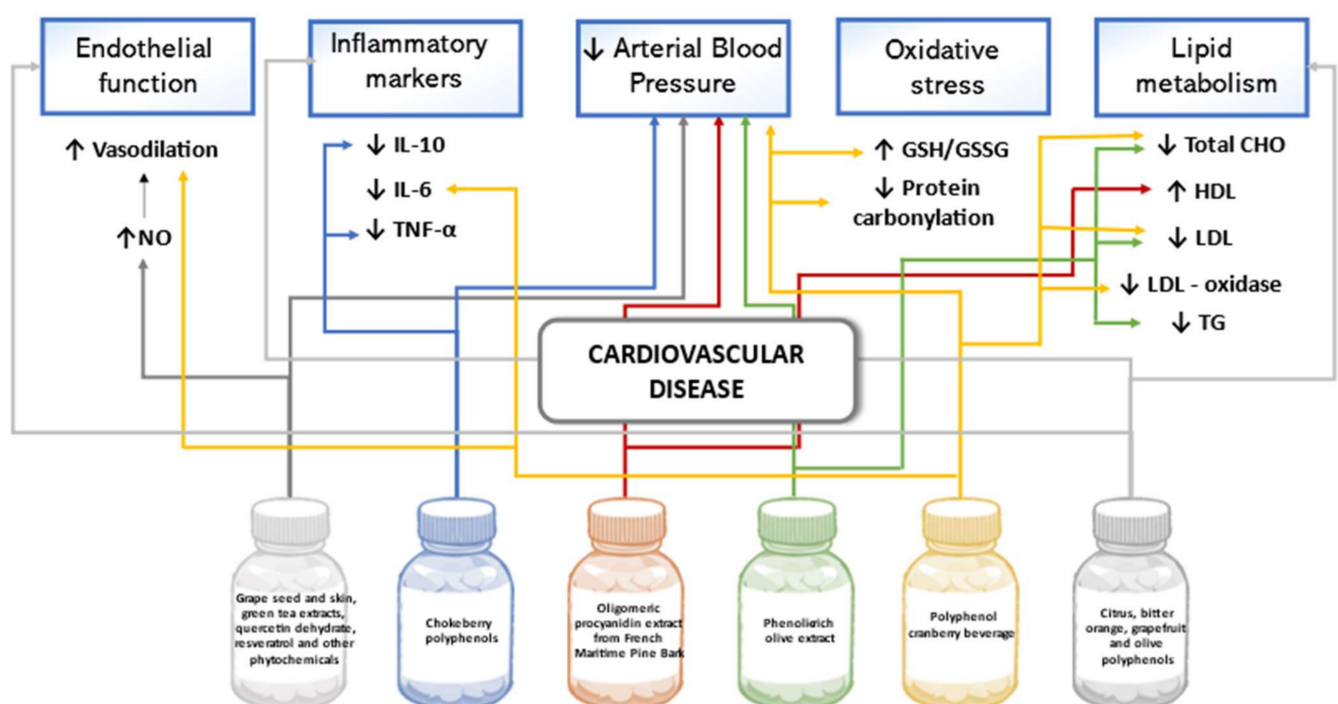 Endothelial
function
Inflammatory
markers
↓ Arterial Blood
Pressure
Oxidative
stress
Lipid
metabolism
↑ Vasodilation
↑NO
↓ IL-10
↓ IL-6
↓ TNF-α
↑ GSH/GSSG
↓ Protein
carbonylation
↓ Total CHO
↑ HDL
↓ LDL
↓ LDL - oxidase
↓ TG
CARDIOVASCULAR
DISEASE
Grape seed and skin,
green tea extracts,
quercetin dehydrate,
resveratrol and other
phytochemicals
Chokeberry
polyphenols
Oligomeric
procyanidin extract
from French
Maritime Pine Bark
Phenolicrich
olive extract
Polyphenol
cranberry beverage
Citrus, bitter
orange, grapefruit
and olive
polyphenols